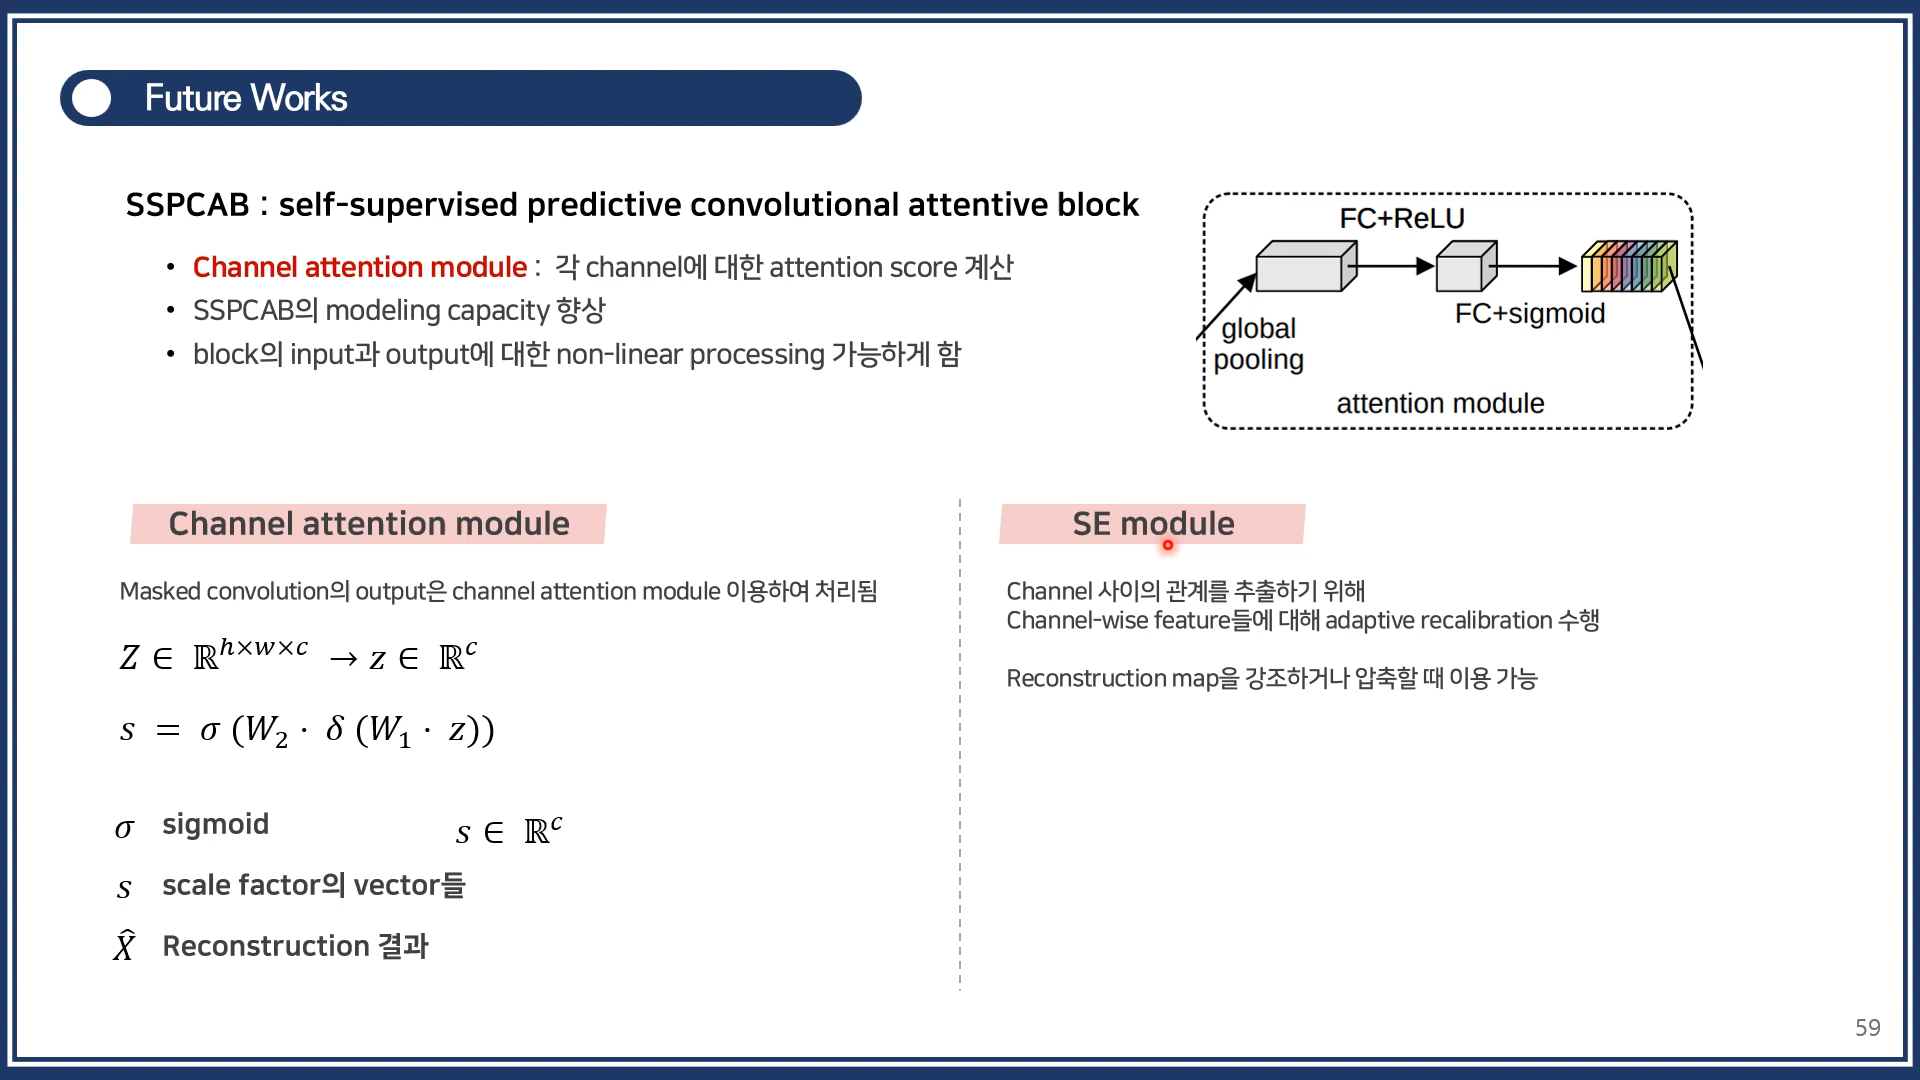 Future Works
SSPCAB : self-supervised predictive convolutional attentive block
• Channel attention module : 각 channel에 대한 attention score 계산
• SSPCAB의 modeling capacity 향상
• block의 input과 output에 대한 non-linear processing 가능하게 함
FC+ReLU
FC+sigmoid
global
pooling
attention module
Channel attention module
Masked convolution의 output은 channel attention module 이용하여 처리됨
Z ∈ ℝ^{h×w×c} → z ∈ ℝ^c
s = σ (W₂ · δ (W₁ · z))
σ sigmoid
s ∈ ℝ^c
s scale factor의 vector들
X̂ Reconstruction 결과
SE module
Channel 사이의 관계를 추출하기 위해
Channel-wise feature들에 대해 adaptive recalibration 수행
Reconstruction map을 강조하거나 압축할 때 이용 가능
59